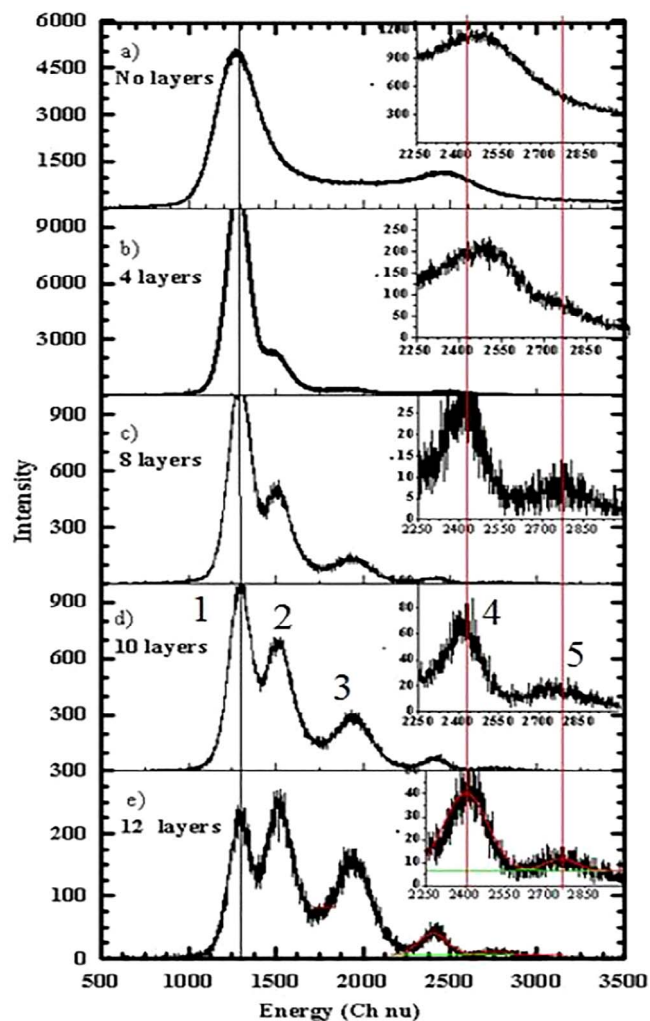 6000
4500
3000
1500
a)
No layers
1200
900
600
300
2250 2400 2550 2700 2850
9000
6000
3000
b)
4 layers
250
200
150
100
50
0
2250 2400 2550 2700 2850
900
600
300
c)
8 layers
25
20
15
10
5
0
2250 2400 2550 2700 2850
Intensity
900
600
300
300
1
2
3
4
5
d)
10 layers
80
60
40
20
0
2250 2400 2550 2700 2850
200
100
0
e)
12 layers
50
40
30
20
10
0
2250 2400 2550 2700 2850
500 1000 1500 2000 2500 3000 3500
Energy (Ch nu)